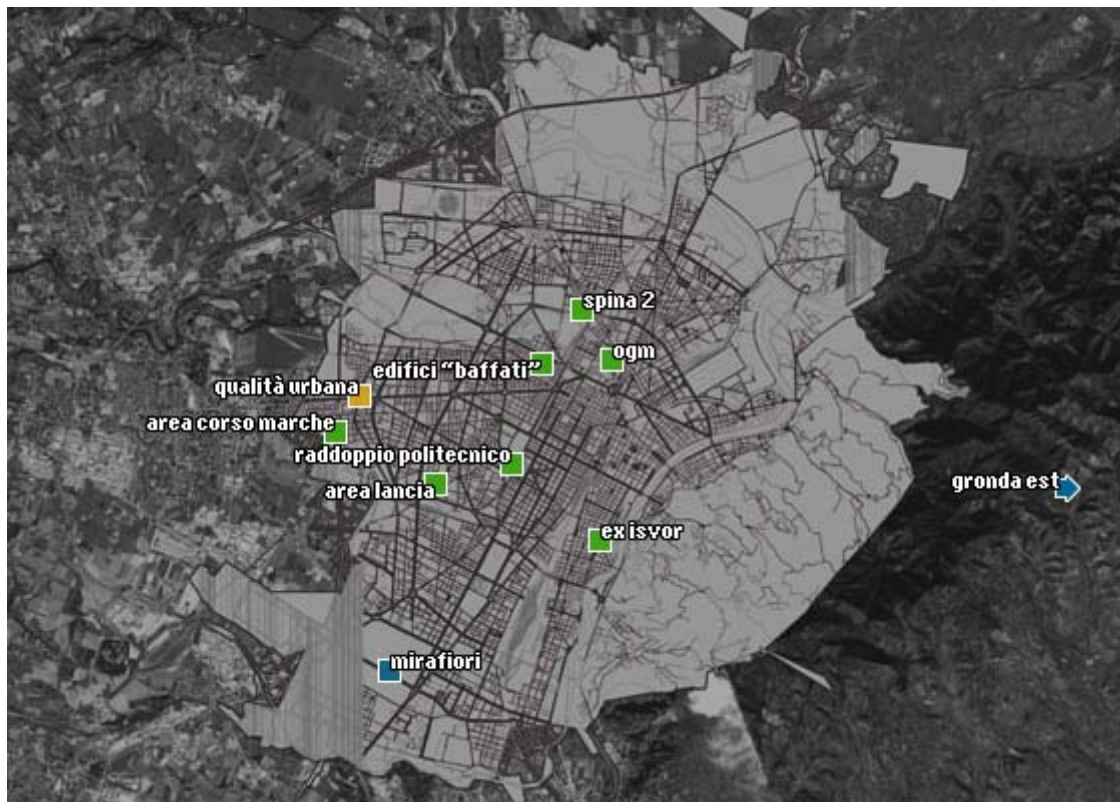 spina 2
ogm
edifici “baffati”
qualità urbana
area corso marche
raddoppio politecnico
area lancia
gronda est
ex isvor
mirafiori